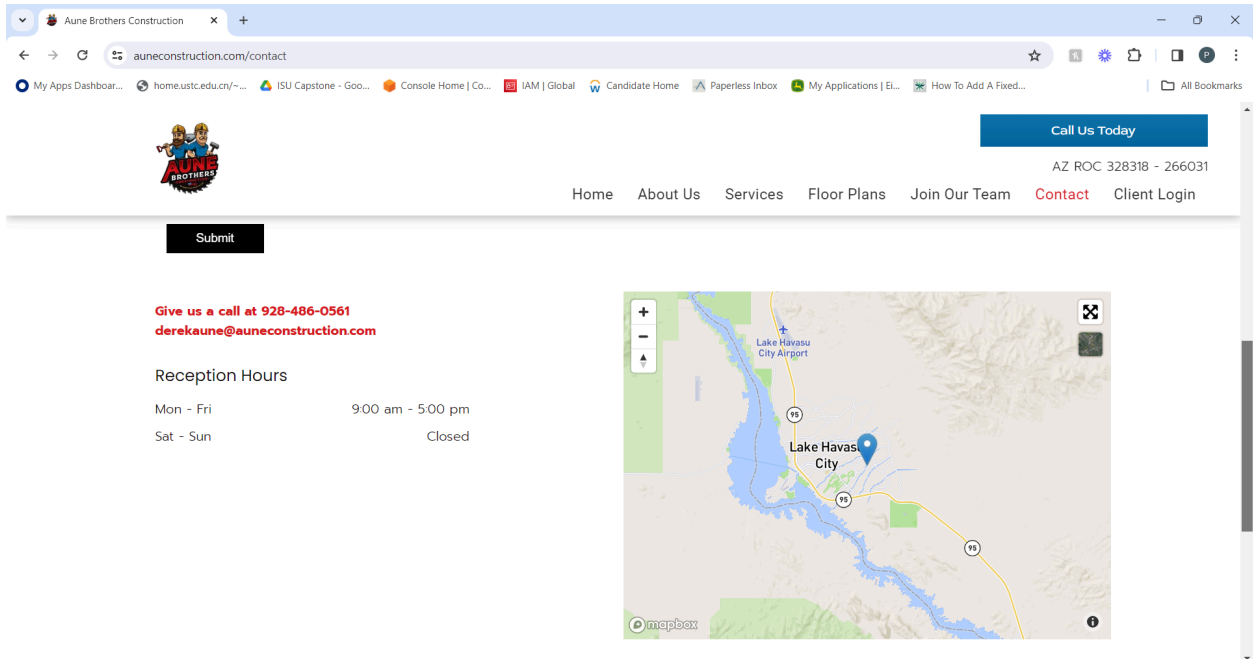 Aune Brothers Construction
auneconstruction.com/contact
P
My Apps Dashboar...
home.ustc.edu.cn/~...
ISU Capstone - Goo...
Console Home | Co...
IAM | Global
Candidate Home
Paperless Inbox
My Applications | Ei...
How To Add A Fixed...
All Bookmarks
AUNE
BROTHERS
Call Us Today
AZ ROC 328318 - 266031
Home About Us Services Floor Plans Join Our Team Contact Client Login
Submit
Give us a call at 928-486-0561
derekaune@auneconstruction.com
Reception Hours
Mon - Fri 9:00 am - 5:00 pm
Sat - Sun Closed
Lake Havasu
City Airport
95
Lake Havasu
City
95
95
mapbox